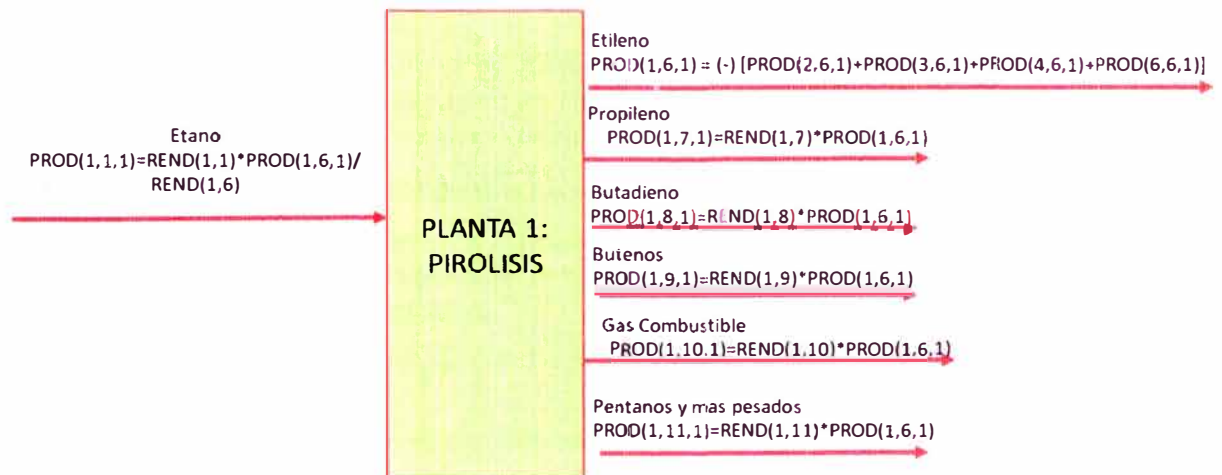 Etano
PROD(1,1,1)=REND(1,1)*PROD(1,6,1)/
REND(1,6)
PLANTA 1:
PIROLISIS
Etileno
PROD(1,6,1) = (-) [PROD(2,6,1)+PROD(3,6,1)+PROD(4,6,1)+PROD(6,6,1)]
Propileno
PROD(1,7,1)=REND(1,7)*PROD(1,6,1)
Butadieno
PROD(1,8,1)=REND(1,8)*PROD(1,6,1)
Butenos
PROD(1,9,1)=REND(1,9)*PROD(1,6,1)
Gas Combustible
PROD(1,10.1)=REND(1,10)*PROD(1,6,1)
Pentanos y mas pesados
PROD(1,11,1)=REND(1,11)*PROD(1,6,1)